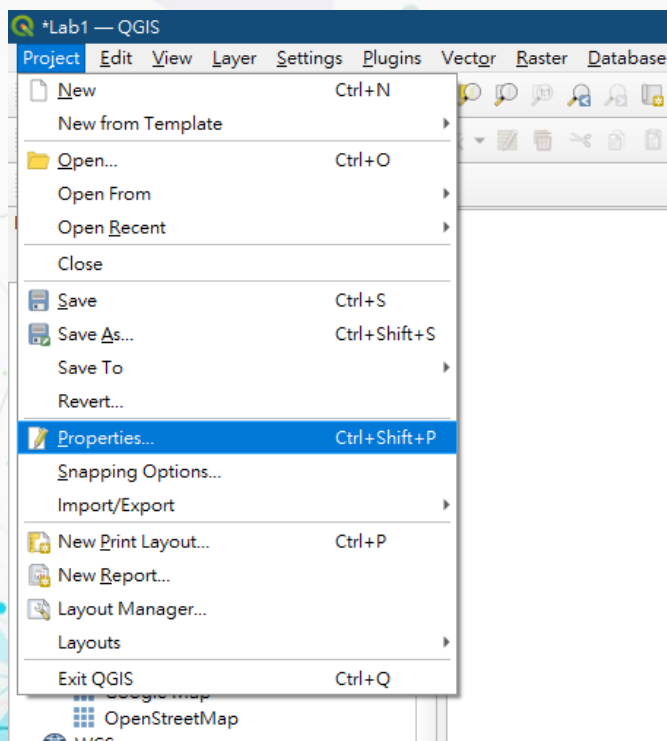 *Lab1 — QGIS
Project Edit View Layer Settings Plugins Vector Raster Database
New Ctrl+N
New from Template
Open... Ctrl+O
Open From
Open Recent
Close
Save Ctrl+S
Save As... Ctrl+Shift+S
Save To
Revert...
Properties... Ctrl+Shift+P
Snapping Options...
Import/Export
New Print Layout... Ctrl+P
New Report...
Layout Manager...
Layouts
Exit QGIS Ctrl+Q
OpenStreetMap